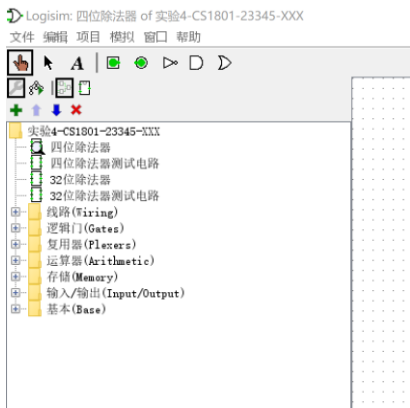 Logisim: 四位除法器 of 实验4-CS1801-23345-XXX
文件 编辑 项目 模拟 窗口 帮助
A
实验4-CS1801-23345-XXX
四位除法器
四位除法器测试电路
32位除法器
32位除法器测试电路
线路(Wiring)
逻辑门(Gates)
复用器(Plexers)
运算器(Arithmetic)
存储(Memory)
输入/输出(Input/Output)
基本(Base)